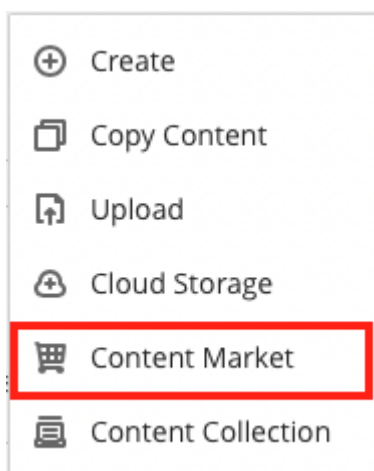 Create
Copy Content
Upload
Cloud Storage
Content Market
Content Collection